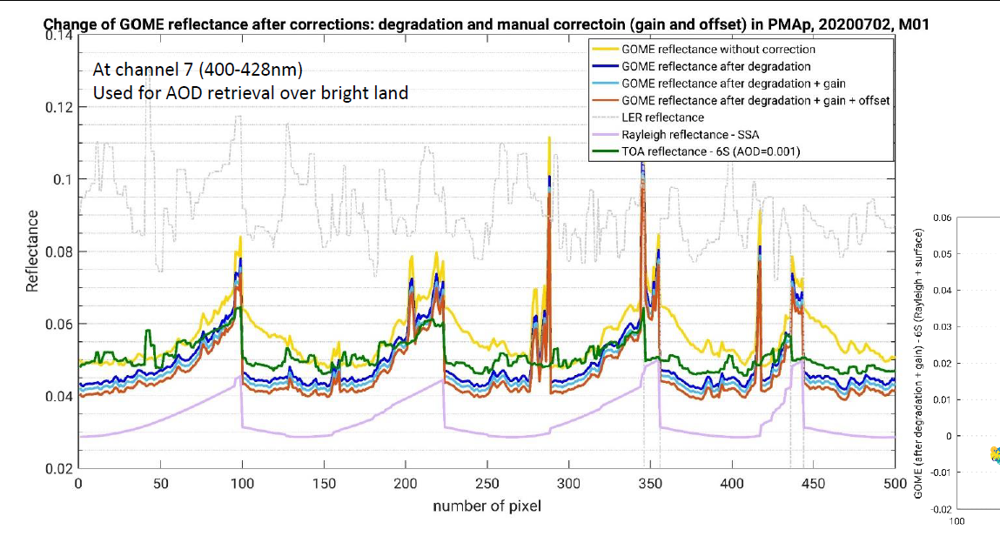 Change of GOME reflectance after corrections: degradation and manual correctoin (gain and offset) in PMAp, 20200702, M01
At channel 7 (400-428nm)
Used for AOD retrieval over bright land
GOME reflectance without correction
GOME reflectance after degradation
GOME reflectance after degradation + gain
GOME reflectance after degradation + gain + offset
LER reflectance
Rayleigh reflectance - SSA
TOA reflectance - 6S (AOD=0.001)
Reflectance
0.14
0.12
0.1
0.08
0.06
0.04
0.02
0 50 100 150 200 250 300 350 400 450 500
number of pixel
GOME (after degradation + gain) - 6S (Rayleigh + surface)
0.06
0.05
0.04
0.03
0.02
0.01
0
-0.01
-0.02
100